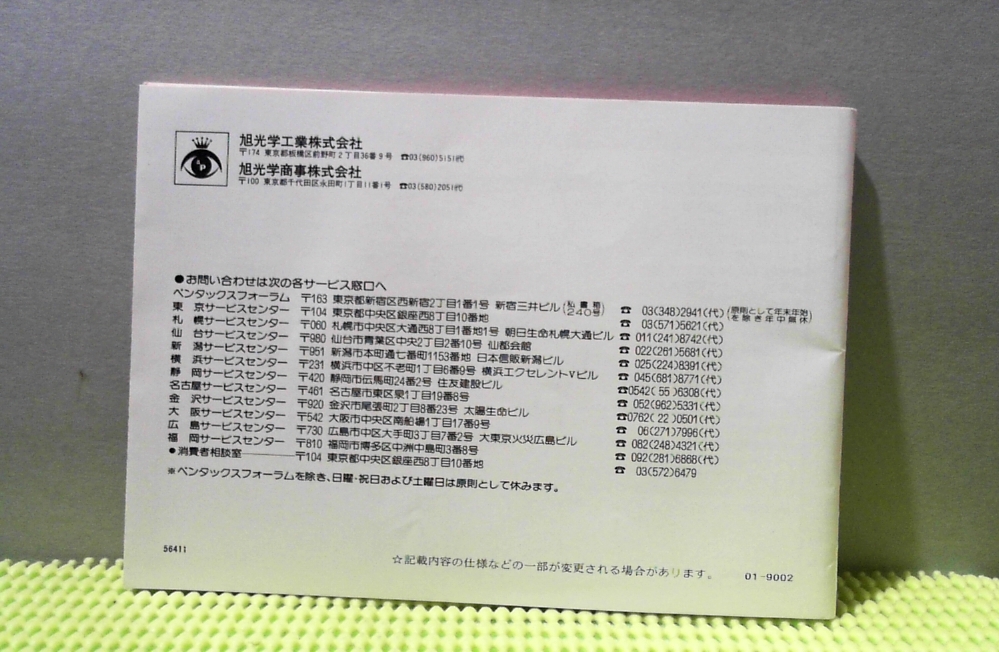 旭光学工業株式会社
〒174 東京都板橋区前野町2丁目36番9号 ☎03(960)5151代
旭光学商事株式会社
〒100 東京都千代田区永田町1丁目11番1号 ☎03(580)2051代
●お問い合わせは次の各サービス窓口へ
ペンタックスフォーラム 〒163 東京都新宿区西新宿2丁目1番1号 新宿三井ビル(私書箱240号) ☎ 03(348)2941(代)(原則として年末年始を除き年中無休)
東京サービスセンター 〒104 東京都中央区銀座西8丁目10番地 ☎ 03(571)5621(代)
札幌サービスセンター 〒060 札幌市中央区大通西8丁目1番地1号 朝日生命札幌大通ビル ☎ 011(241)8742(代)
仙台サービスセンター 〒980 仙台市青葉区中央2丁目2番10号 仙都会館 ☎ 022(261)5681(代)
新潟サービスセンター 〒951 新潟市本町通七番町1153番地 日本信販新潟ビル ☎ 025(224)8391(代)
横浜サービスセンター 〒231 横浜市中区不老町1丁目6番9号 横浜エクセレントVビル ☎ 045(681)8771(代)
静岡サービスセンター 〒420 静岡市伝馬町24番2号 住友建設ビル ☎0542(55)6308(代)
名古屋サービスセンター 〒461 名古屋市東区泉1丁目19番8号 ☎ 052(962)5331(代)
金沢サービスセンター 〒920 金沢市尾張町2丁目8番23号 太陽生命ビル ☎0762(22)0501(代)
大阪サービスセンター 〒542 大阪市中央区南船場1丁目17番9号 ☎ 06(271)7996(代)
広島サービスセンター 〒730 広島市中区大手町3丁目7番2号 大東京火災広島ビル ☎ 082(248)4321(代)
福岡サービスセンター 〒810 福岡市博多区中洲中島町3番8号 ☎ 092(281)6868(代)
●消費者相談室――〒104 東京都中央区銀座西8丁目10番地 ☎ 03(572)6479
※ペンタックスフォーラムを除き、日曜・祝日および土曜日は原則として休みます。
56411
☆記載内容の仕様などの一部が変更される場合があります。
01-9002